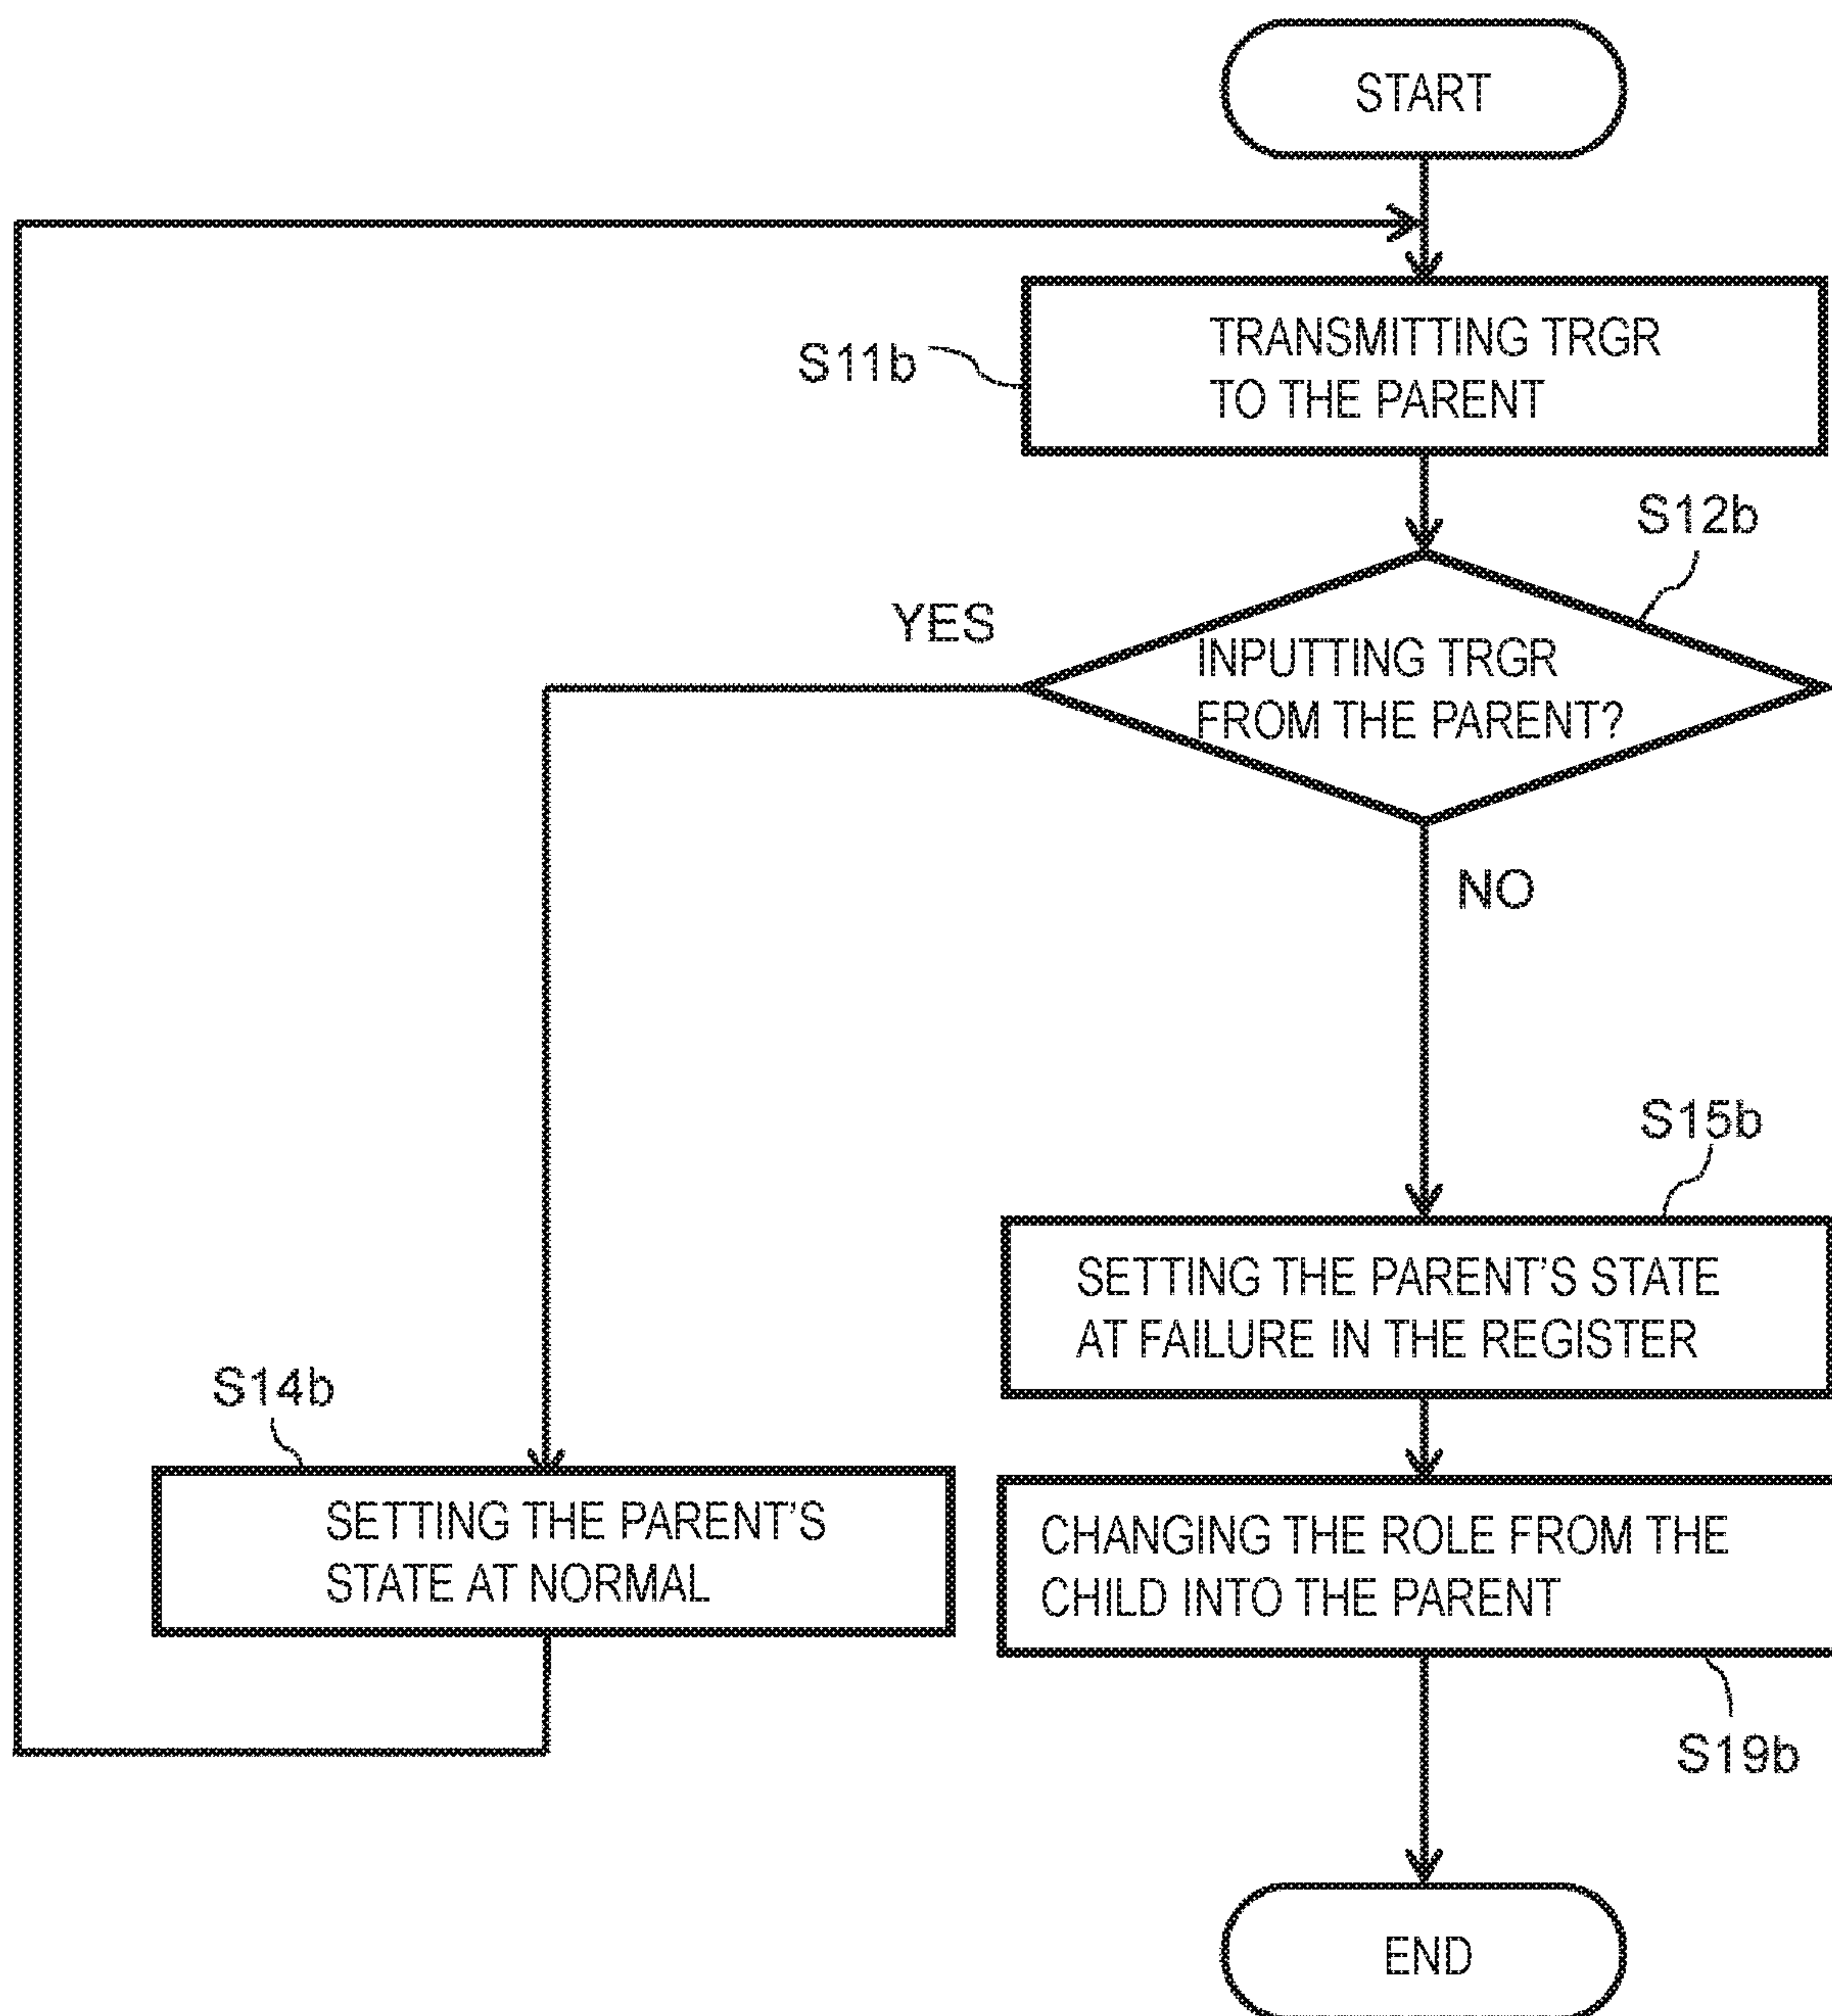 START
S11b
TRANSMITTING TRGR
TO THE PARENT
S12b
YES
INPUTTING TRGR
FROM THE PARENT?
NO
S15b
SETTING THE PARENT'S STATE
AT FAILURE IN THE REGISTER
S14b
SETTING THE PARENT'S
STATE AT NORMAL
CHANGING THE ROLE FROM THE
CHILD INTO THE PARENT
S19b
END